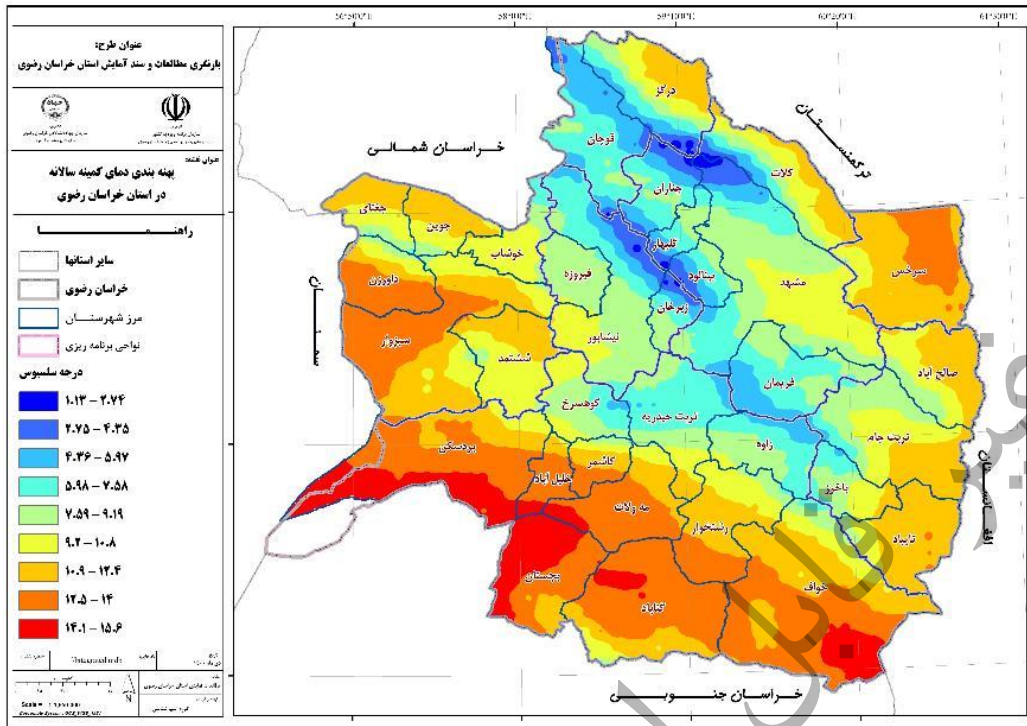 عنوان طرح:
بازنگری مطالعات و سند آمایش استان خراسان رضوی
عنوان نقشه:
پهنه بندی دمای کمینه سالانه
در استان خراسان رضوی
راهنما
سایر استانها
خراسان رضوی
مرز شهرستان
نواحی برنامه ریزی
درجه سلسیوس
۱.۱۳ - ۲.۷۴
۲.۷۵ - ۴.۳۵
۴.۳۶ - ۵.۹۷
۵.۹۸ - ۷.۵۸
۷.۵۹ - ۹.۱۹
۹.۲ - ۱۰.۸
۱۰.۹ - ۱۲.۴
۱۲.۵ - ۱۴
۱۴.۱ - ۱۵.۶
N
Scale =
خراسان شمالی
ترکمنستان
افغانستان
سمنان
خراسان جنوبی
درگز
قوچان
کلات
چناران
جغتای
جوین
خوشاب
گلبهار
بینالود
فیروزه
مشهد
سرخس
داورزن
زبرخان
نیشابور
سبزوار
ششتمد
فریمان
صالح آباد
کوهسرخ
تربت حیدریه
تربت جام
زاوه
بردسکن
کاشمر
خلیل آباد
باخرز
مه ولات
رشتخوار
تایباد
بجستان
گناباد
خواف